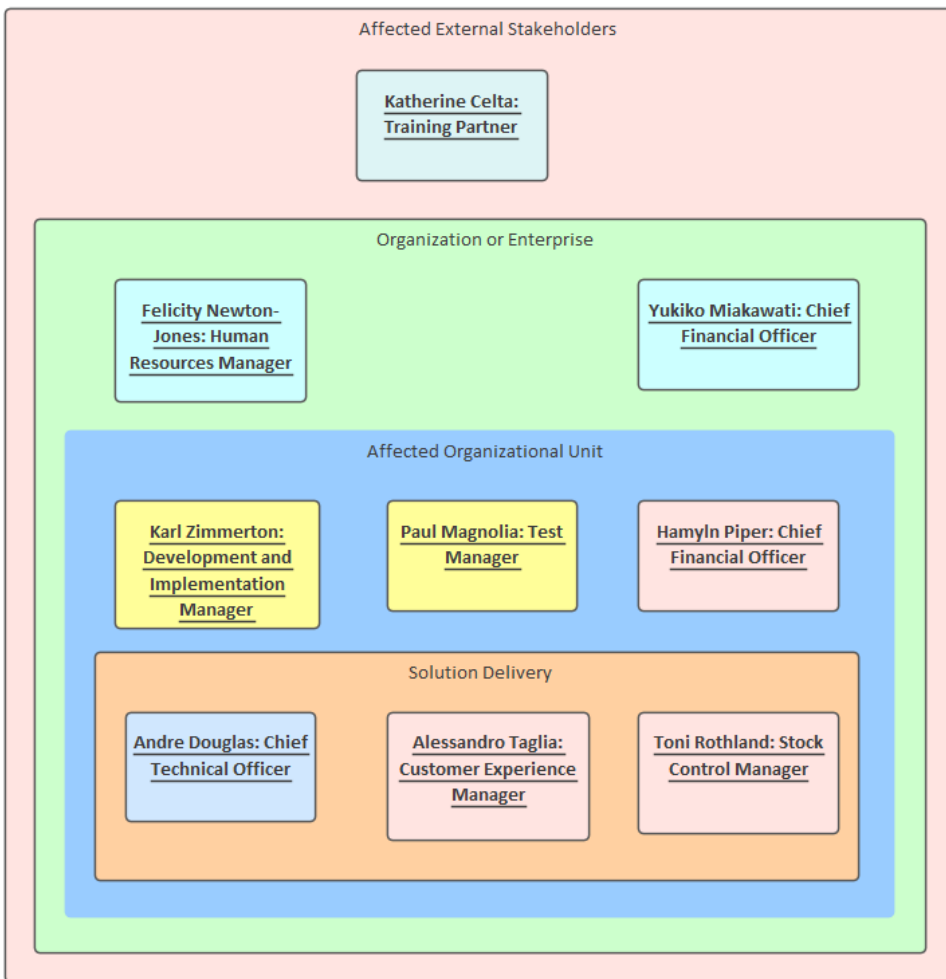 Affected External Stakeholders
Katherine Celta:
Training Partner
Organization or Enterprise
Felicity Newton-
Jones: Human
Resources Manager
Yukiko Miakawati: Chief
Financial Officer
Affected Organizational Unit
Karl Zimmerton:
Development and
Implementation
Manager
Paul Magnolia: Test
Manager
Hamyln Piper: Chief
Financial Officer
Solution Delivery
Andre Douglas: Chief
Technical Officer
Alessandro Taglia:
Customer Experience
Manager
Toni Rothland: Stock
Control Manager